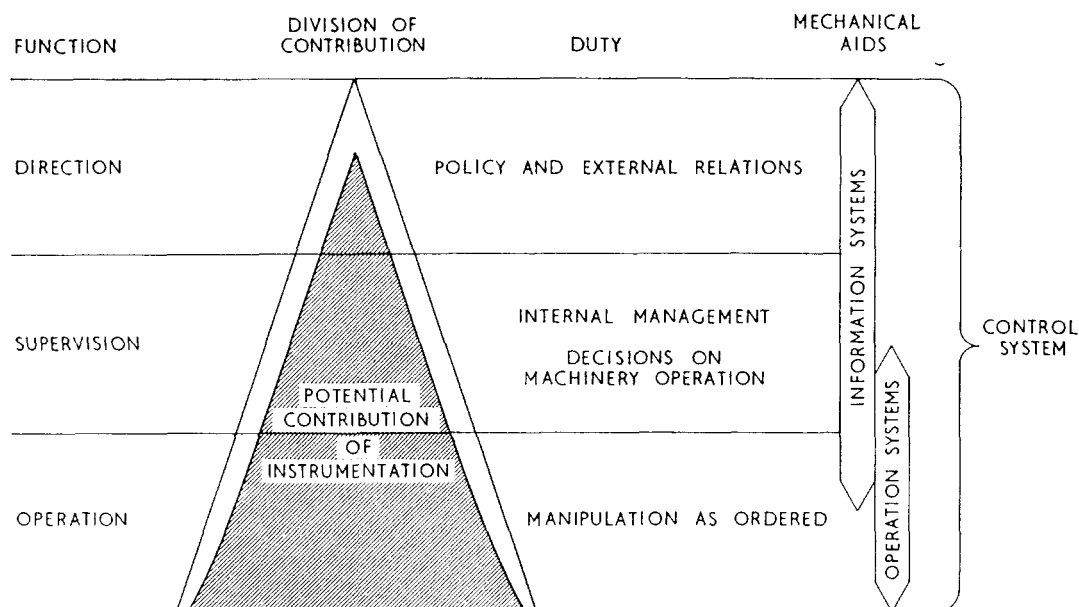 FUNCTION
DIVISION OF
CONTRIBUTION
DUTY
MECHANICAL
AIDS
DIRECTION
POLICY AND EXTERNAL RELATIONS
SUPERVISION
INTERNAL MANAGEMENT
DECISIONS ON
MACHINERY OPERATION
POTENTIAL
CONTRIBUTION
OF
INSTRUMENTATION
OPERATION
MANIPULATION AS ORDERED
INFORMATION SYSTEMS
OPERATION SYSTEMS
CONTROL
SYSTEM